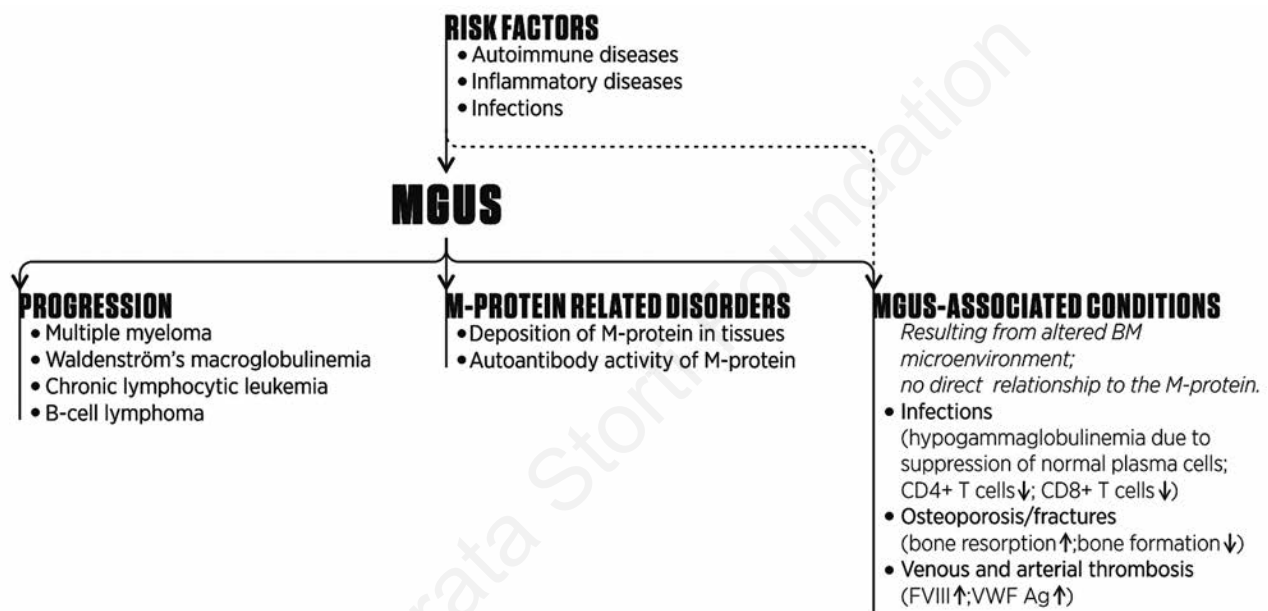 RISK FACTORS
• Autoimmune diseases
• Inflammatory diseases
• Infections
MGUS
PROGRESSION
• Multiple myeloma
• Waldenström's macroglobulinemia
• Chronic lymphocytic leukemia
• B-cell lymphoma
M-PROTEIN RELATED DISORDERS
• Deposition of M-protein in tissues
• Autoantibody activity of M-protein
MGUS-ASSOCIATED CONDITIONS
Resulting from altered BM
microenvironment;
no direct relationship to the M-protein.
• Infections
(hypogammaglobulinemia due to
suppression of normal plasma cells;
CD4+ T cells↓; CD8+ T cells↓)
• Osteoporosis/fractures
(bone resorption↑;bone formation↓)
• Venous and arterial thrombosis
(FVIII↑;VWF Ag↑)
rata Storti Foundation